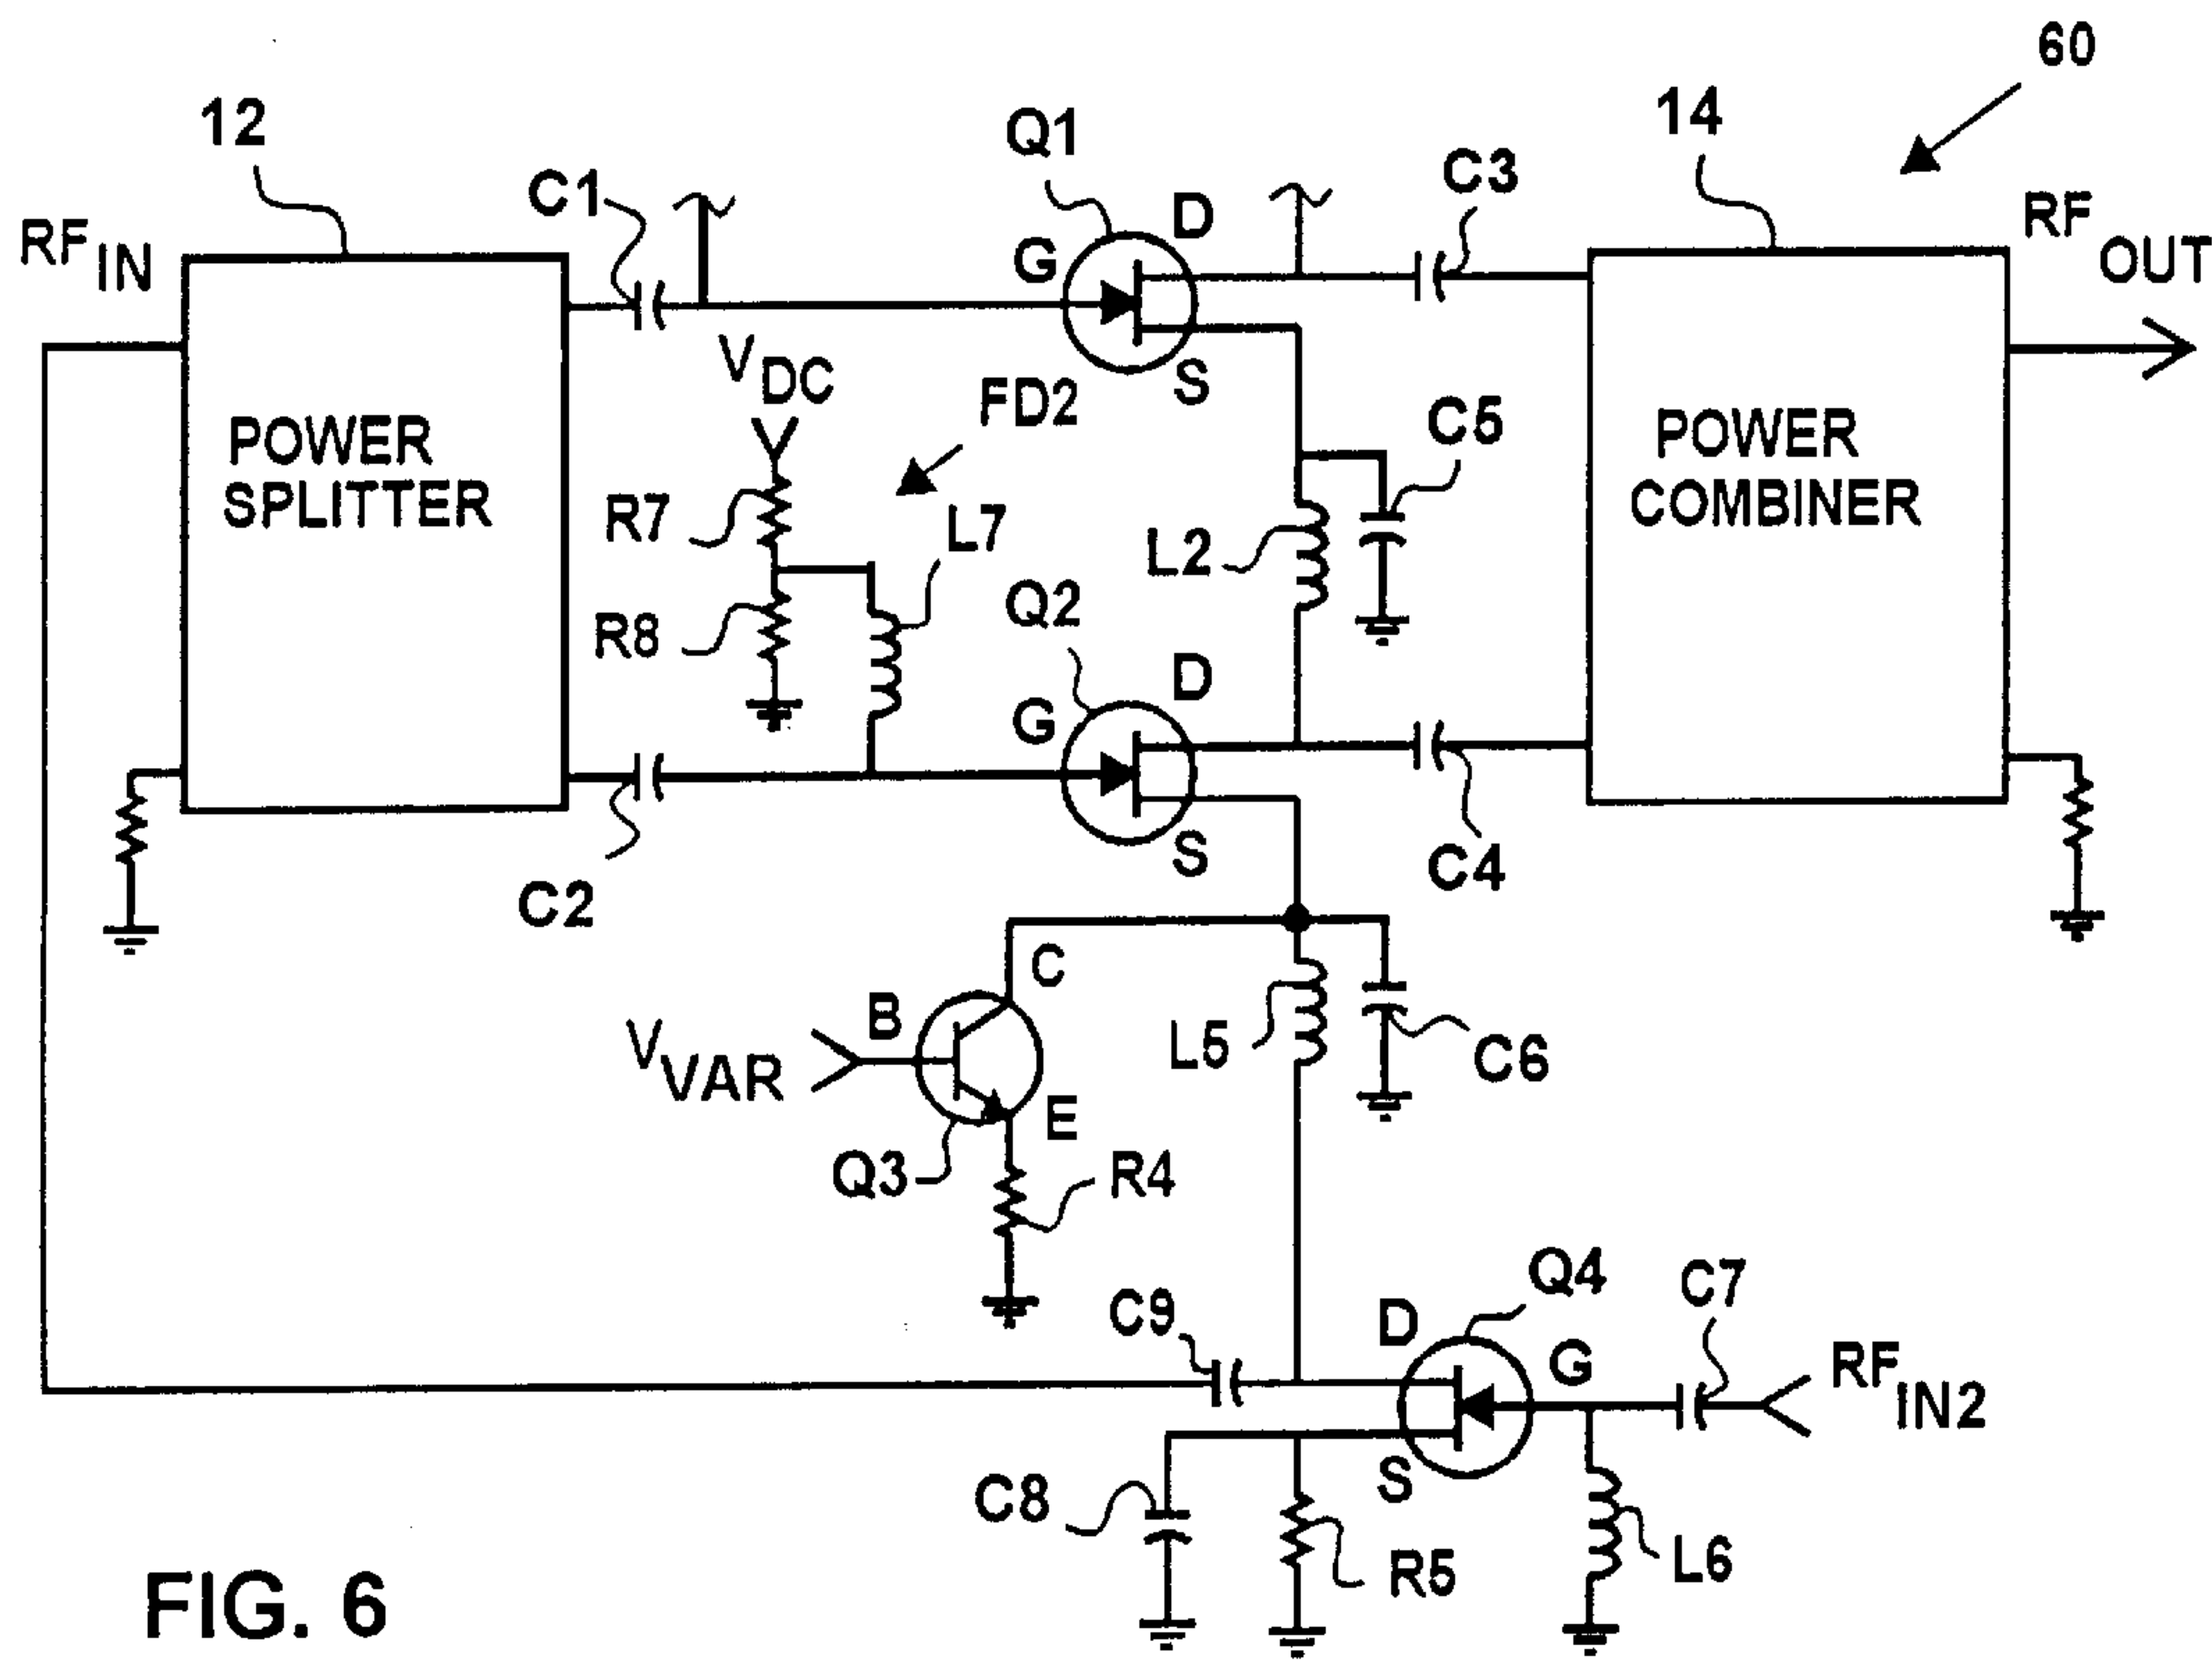 60
12
Q1
14
C1
D
C3
RF IN
G
RF OUT
V DC
FD2
S
C5
POWER SPLITTER
POWER COMBINER
R7
L7
L2
R8
Q2
D
G
S
C4
C2
C
B
V VAR
L5
C6
E
Q3
R4
Q4
C7
C9
D
G
RF IN2
C8
S
R5
L6
FIG. 6